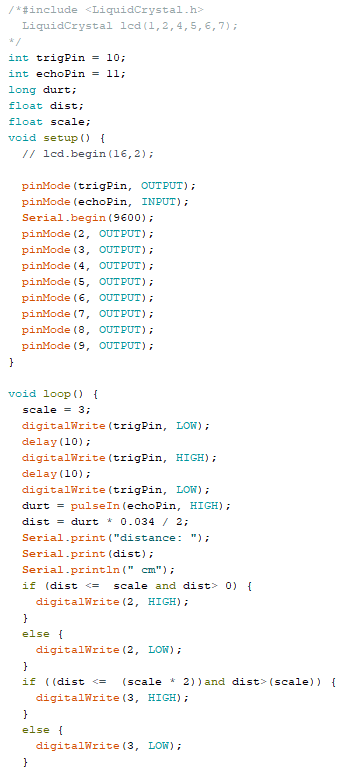 /*#include <LiquidCrystal.h>
  LiquidCrystal lcd(1,2,4,5,6,7);
*/
int trigPin = 10;
int echoPin = 11;
long durt;
float dist;
float scale;
void setup() {
  // lcd.begin(16,2);

  pinMode(trigPin, OUTPUT);
  pinMode(echoPin, INPUT);
  Serial.begin(9600);
  pinMode(2, OUTPUT);
  pinMode(3, OUTPUT);
  pinMode(4, OUTPUT);
  pinMode(5, OUTPUT);
  pinMode(6, OUTPUT);
  pinMode(7, OUTPUT);
  pinMode(8, OUTPUT);
  pinMode(9, OUTPUT);
}

void loop() {
  scale = 3;
  digitalWrite(trigPin, LOW);
  delay(10);
  digitalWrite(trigPin, HIGH);
  delay(10);
  digitalWrite(trigPin, LOW);
  durt = pulseIn(echoPin, HIGH);
  dist = durt * 0.034 / 2;
  Serial.print("distance: ");
  Serial.print(dist);
  Serial.println(" cm");
  if (dist <=  scale and dist> 0) {
    digitalWrite(2, HIGH);
  }
  else {
    digitalWrite(2, LOW);
  }
  if ((dist <=  (scale * 2))and dist>(scale)) {
    digitalWrite(3, HIGH);
  }
  else {
    digitalWrite(3, LOW);
  }